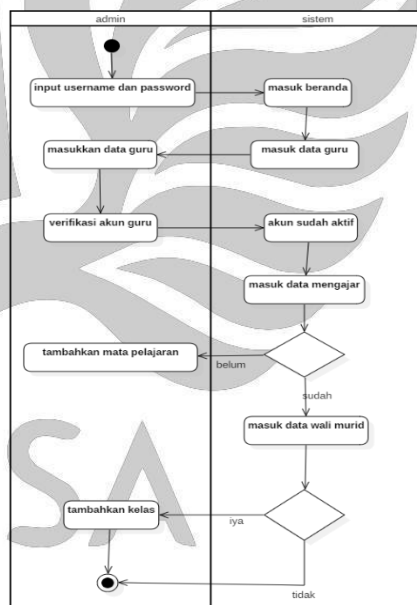 admin
sistem
input username dan password
masuk beranda
masukkan data guru
masuk data guru
verifikasi akun guru
akun sudah aktif
masuk data mengajar
tambahkan mata pelajaran
belum
sudah
masuk data wali murid
tambahkan kelas
iya
tidak
SA